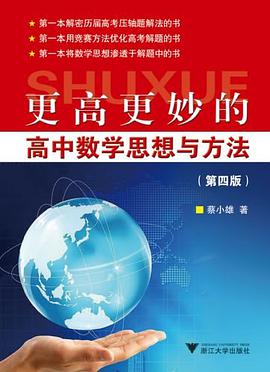 ★ 第一本解密历届高考压轴题解法的书
★ 第一本用竞赛方法优化高考解题的书
★ 第一本将数学思想渗透于解题中的书
SHUXUE
更高更妙的
高中数学思想与方法
(第四版)
蔡小雄 著
浙江大学出版社
ZHEJIANG UNIVERSITY PRESS